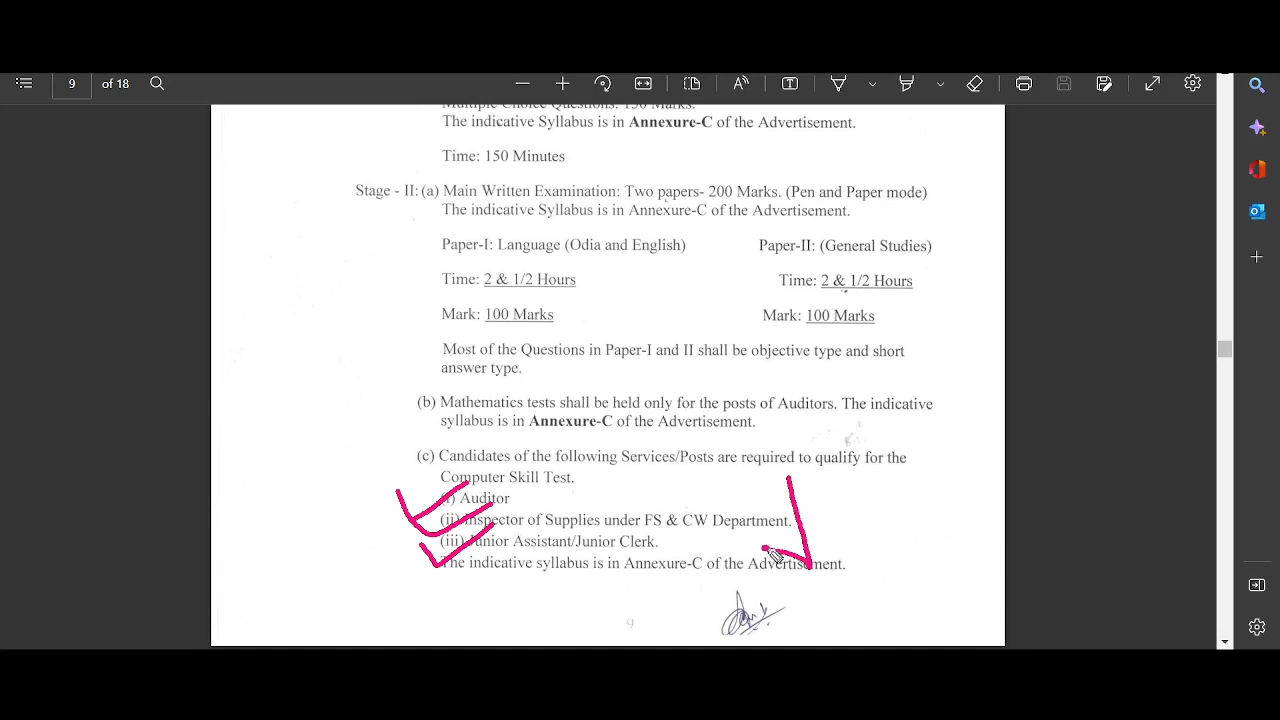 9 of 18
Multiple Choice Questions: 150 Marks.
The indicative Syllabus is in Annexure-C of the Advertisement.
Time: 150 Minutes
Stage - II: (a) Main Written Examination: Two papers- 200 Marks. (Pen and Paper mode)
The indicative Syllabus is in Annexure-C of the Advertisement.
Paper-I: Language (Odia and English) Paper-II: (General Studies)
Time: 2 & 1/2 Hours Time: 2 & 1/2 Hours
Mark: 100 Marks Mark: 100 Marks
Most of the Questions in Paper-I and II shall be objective type and short
answer type.
(b) Mathematics tests shall be held only for the posts of Auditors. The indicative
syllabus is in Annexure-C of the Advertisement.
(c) Candidates of the following Services/Posts are required to qualify for the
Computer Skill Test.
(i) Auditor
(ii) Inspector of Supplies under FS & CW Department.
(iii) Junior Assistant/Junior Clerk.
The indicative syllabus is in Annexure-C of the Advertisement.
9